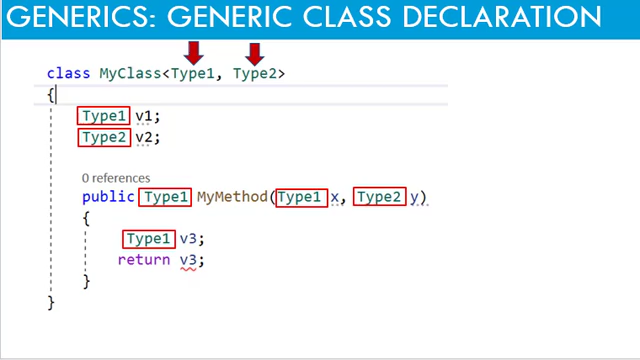 GENERICS: GENERIC CLASS DECLARATION
class MyClass<Type1, Type2>
{
Type1 v1;
Type2 v2;
0 references
public Type1 MyMethod(Type1 x, Type2 y)
{
Type1 v3;
return v3;
}
}